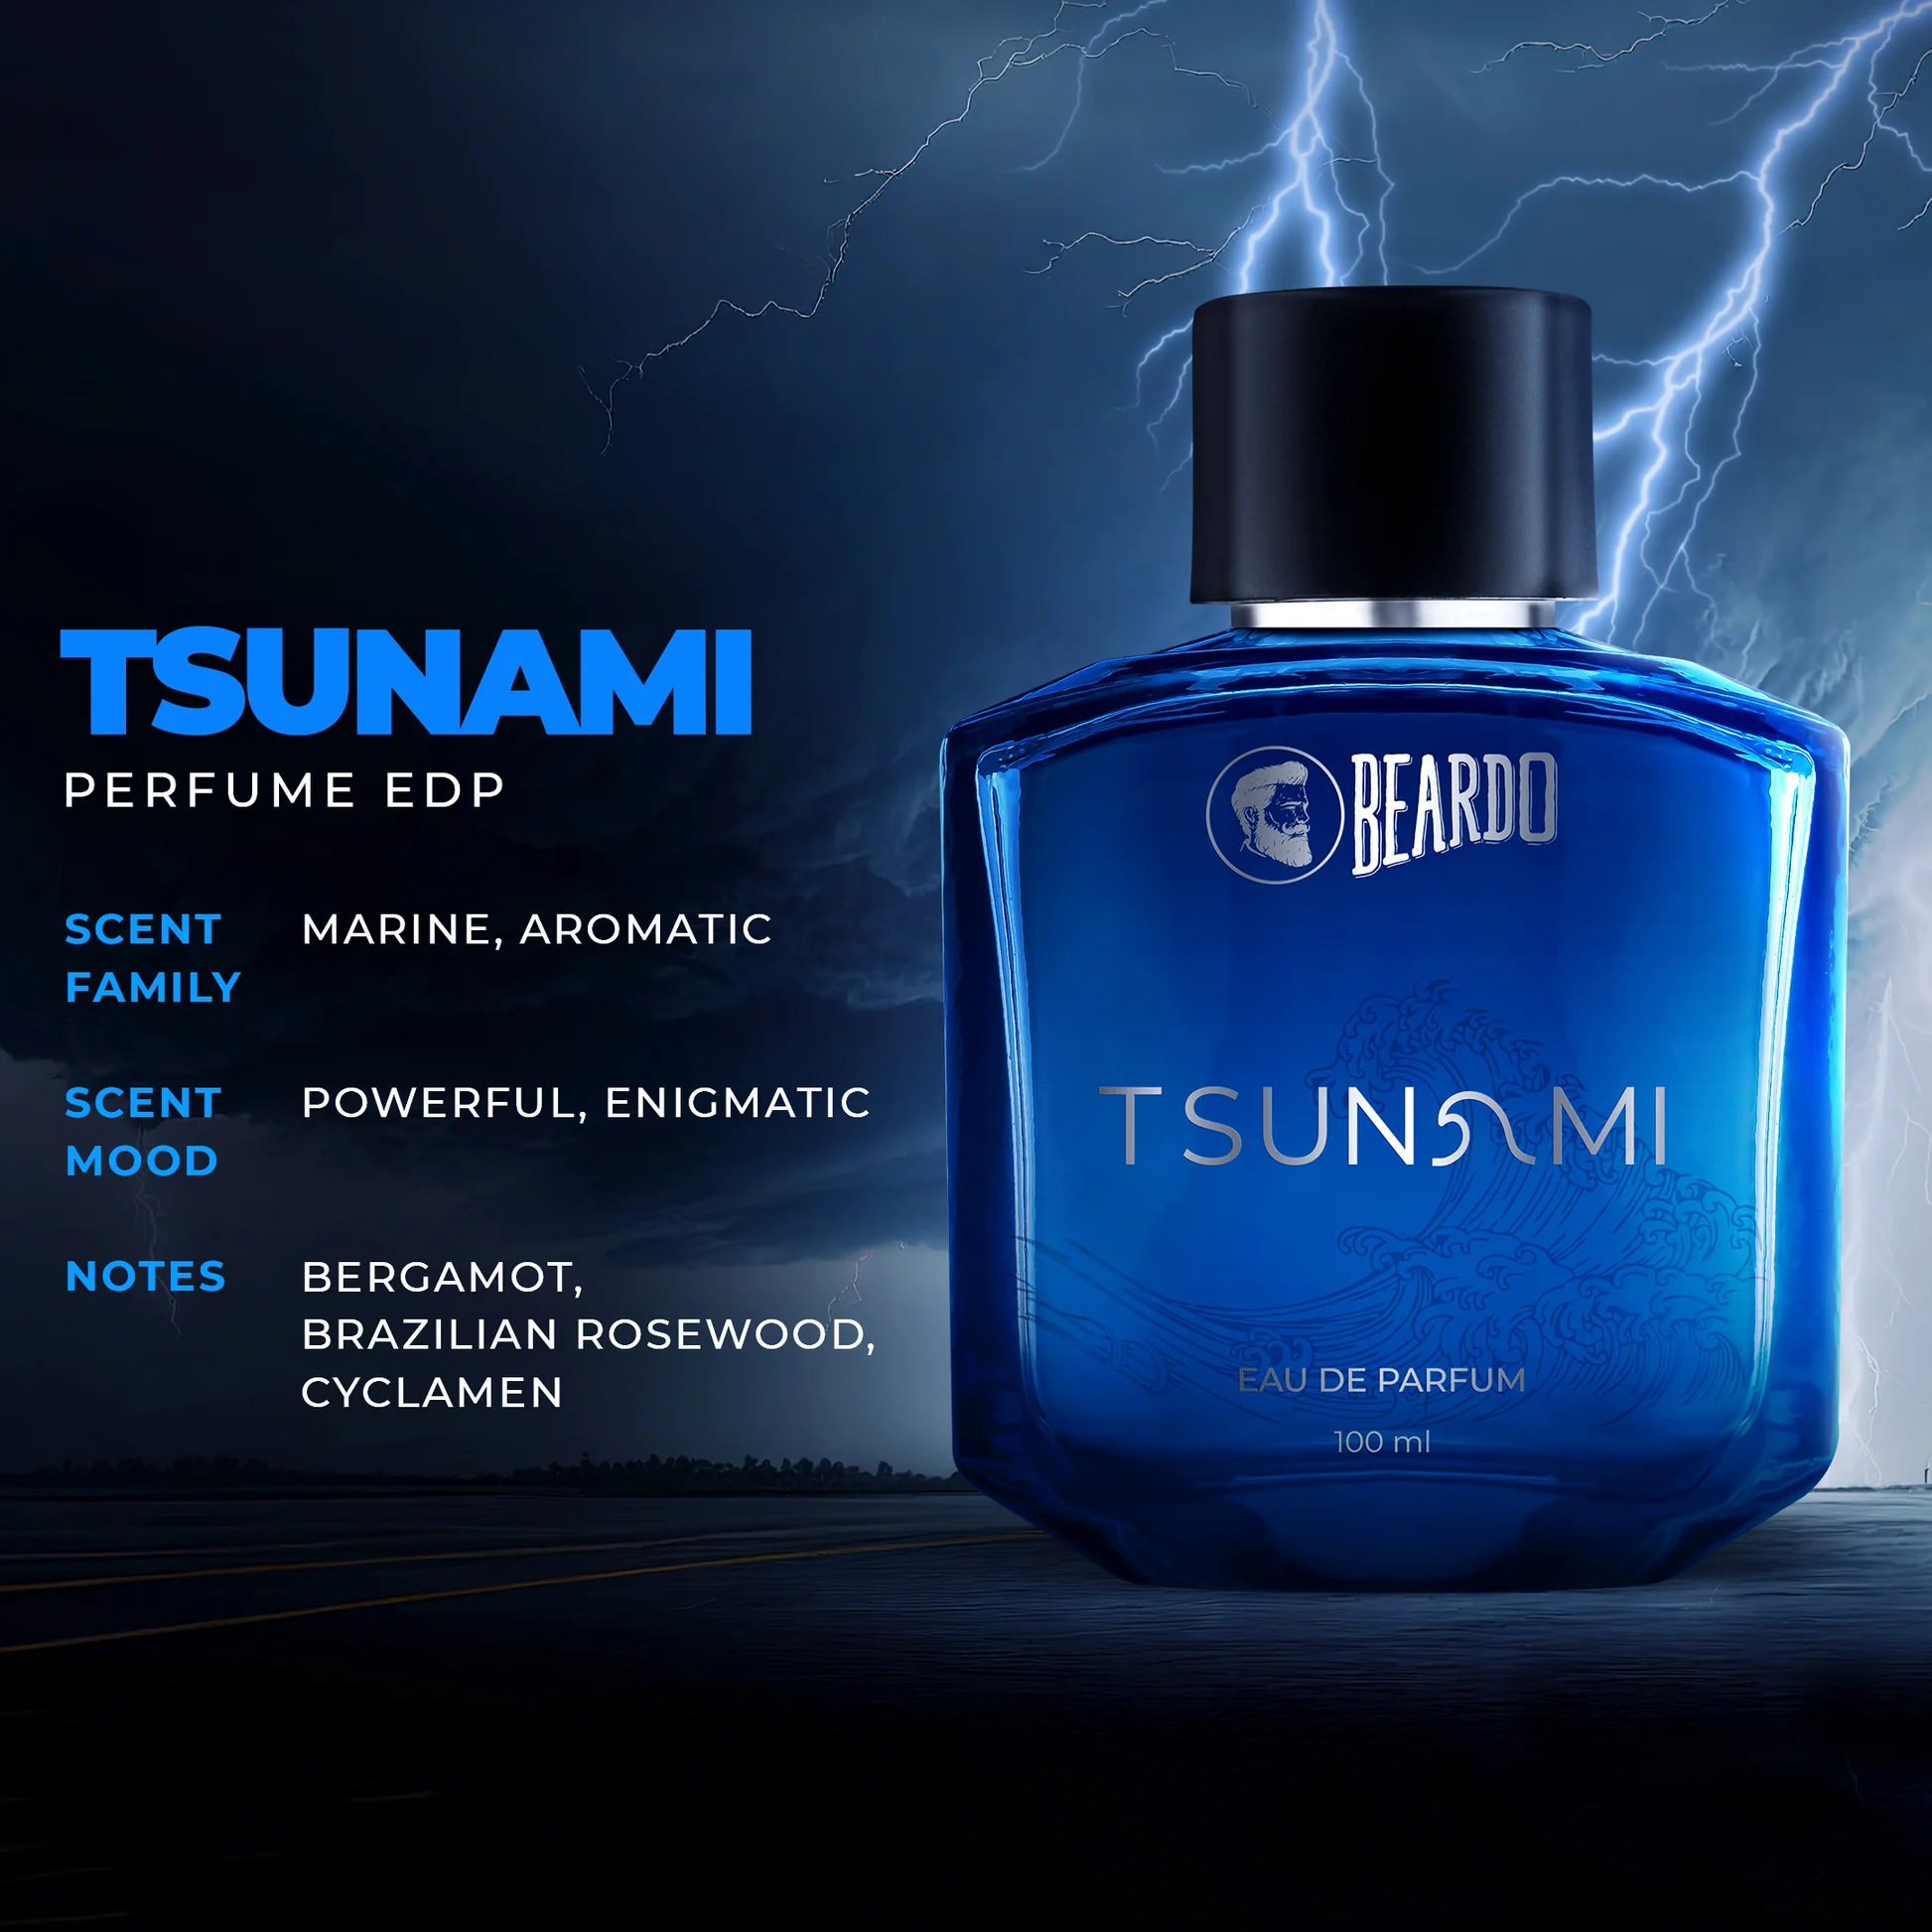 TSUNAMI
PERFUME EDP
SCENT FAMILY
MARINE, AROMATIC
SCENT MOOD
POWERFUL, ENIGMATIC
NOTES
BERGAMOT,
BRAZILIAN ROSEWOOD,
CYCLAMEN
BEARDO
TSUNAMI
EAU DE PARFUM
100 ml